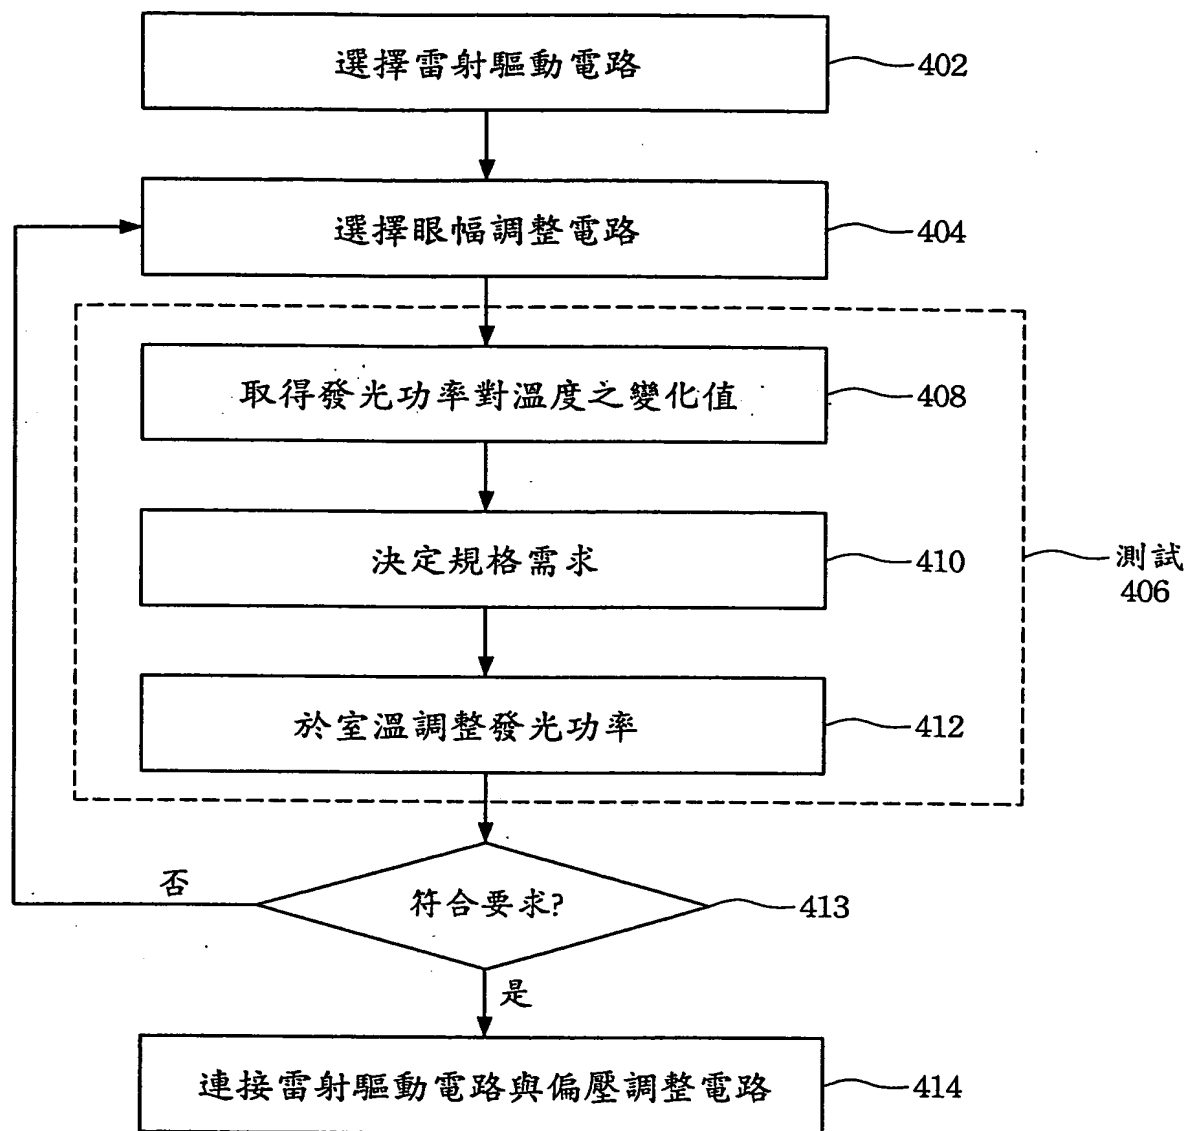 選擇雷射驅動電路
402
選擇眼幅調整電路
404
取得發光功率對溫度之變化值
408
決定規格需求
410
測試
406
於室溫調整發光功率
412
符合要求?
413
否
是
連接雷射驅動電路與偏壓調整電路
414